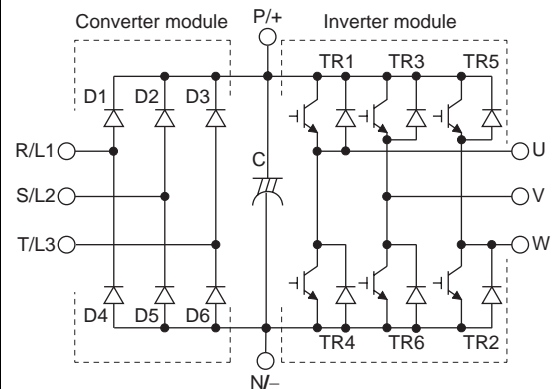 Converter module
P/+
Inverter module
TR1
TR3
TR5
D1
D2
D3
R/L1
C
U
S/L2
V
T/L3
W
D4
D5
D6
TR4
TR6
TR2
N/−